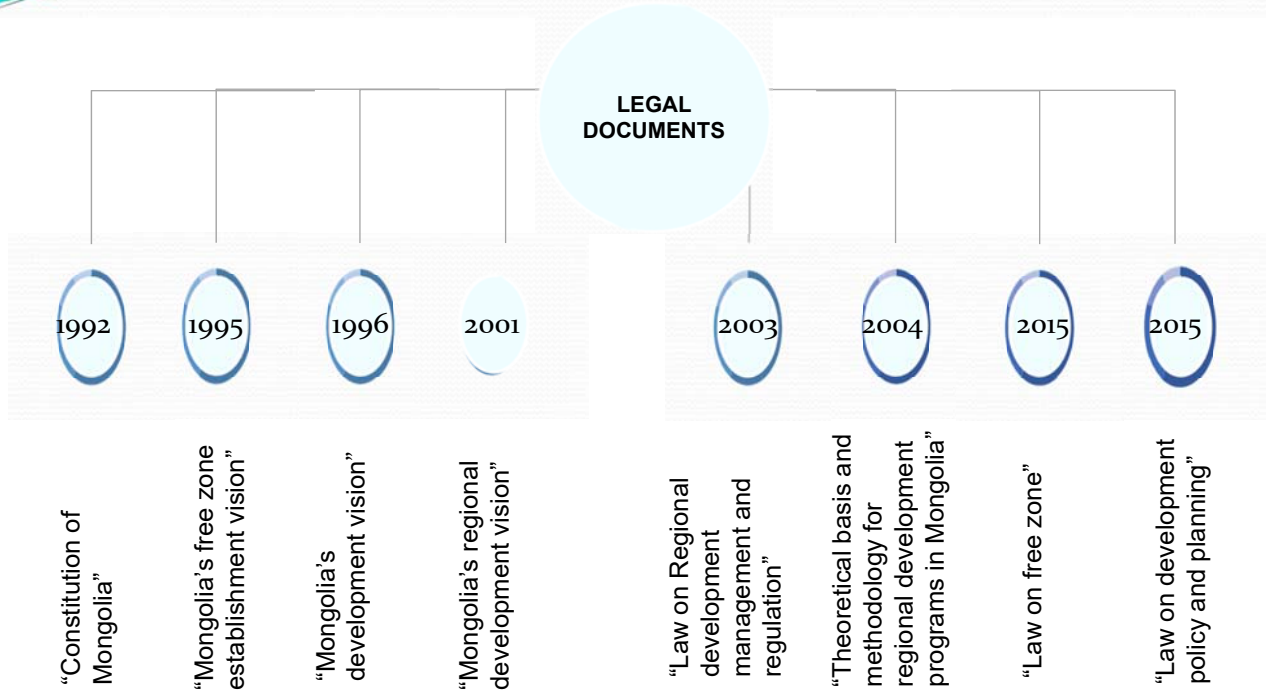 LEGAL
DOCUMENTS
1992
1995
1996
2001
2003
2004
2015
2015
“Constitution of
Mongolia”
“Mongolia’s free zone
establishment vision”
“Mongolia’s
development vision”
“Mongolia’s regional
development vision”
“Law on Regional
development
management and
regulation”
“Theoretical basis and
methodology for
regional development
programs in Mongolia”
“Law on free zone”
“Law on development
policy and planning”